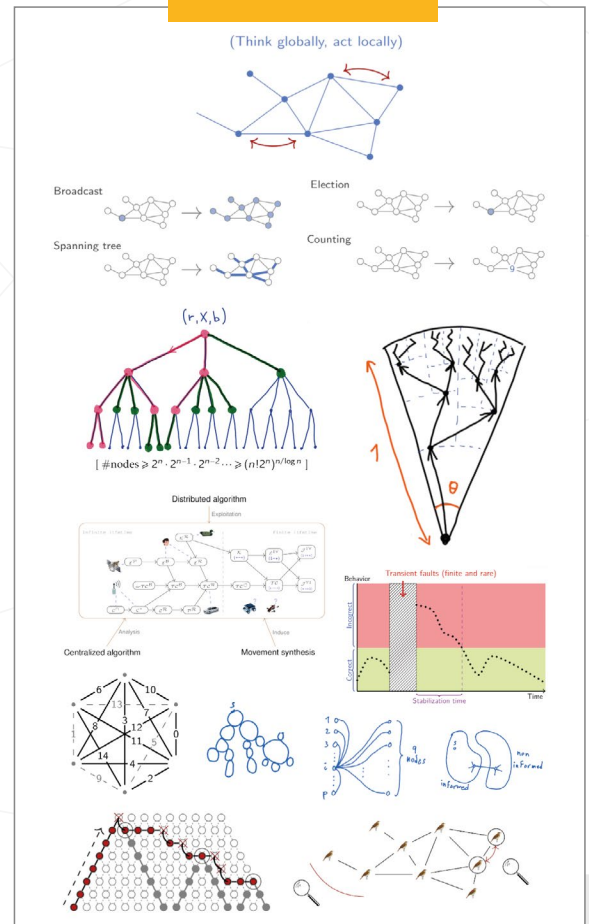 (Think globally, act locally)
Broadcast
Election
Spanning tree
Counting
9
(r,X,b)
[ #nodes ⩾ 2ⁿ · 2ⁿ⁻¹ · 2ⁿ⁻² ⋯ ⩾ (n!2ⁿ)^{n/log n} ]
1
θ
Distributed algorithm
Exploitation
Analysis
Induce
Centralized algorithm
Movement synthesis
Transient faults (finite and rare)
Behavior
Incorrect
Correct
Time
Stabilization time
6
10
13
8
7
3
12
1
11
5
0
14
4
9
2
s
1
2
3
i
p
q
nodes
s
non
informed
informed